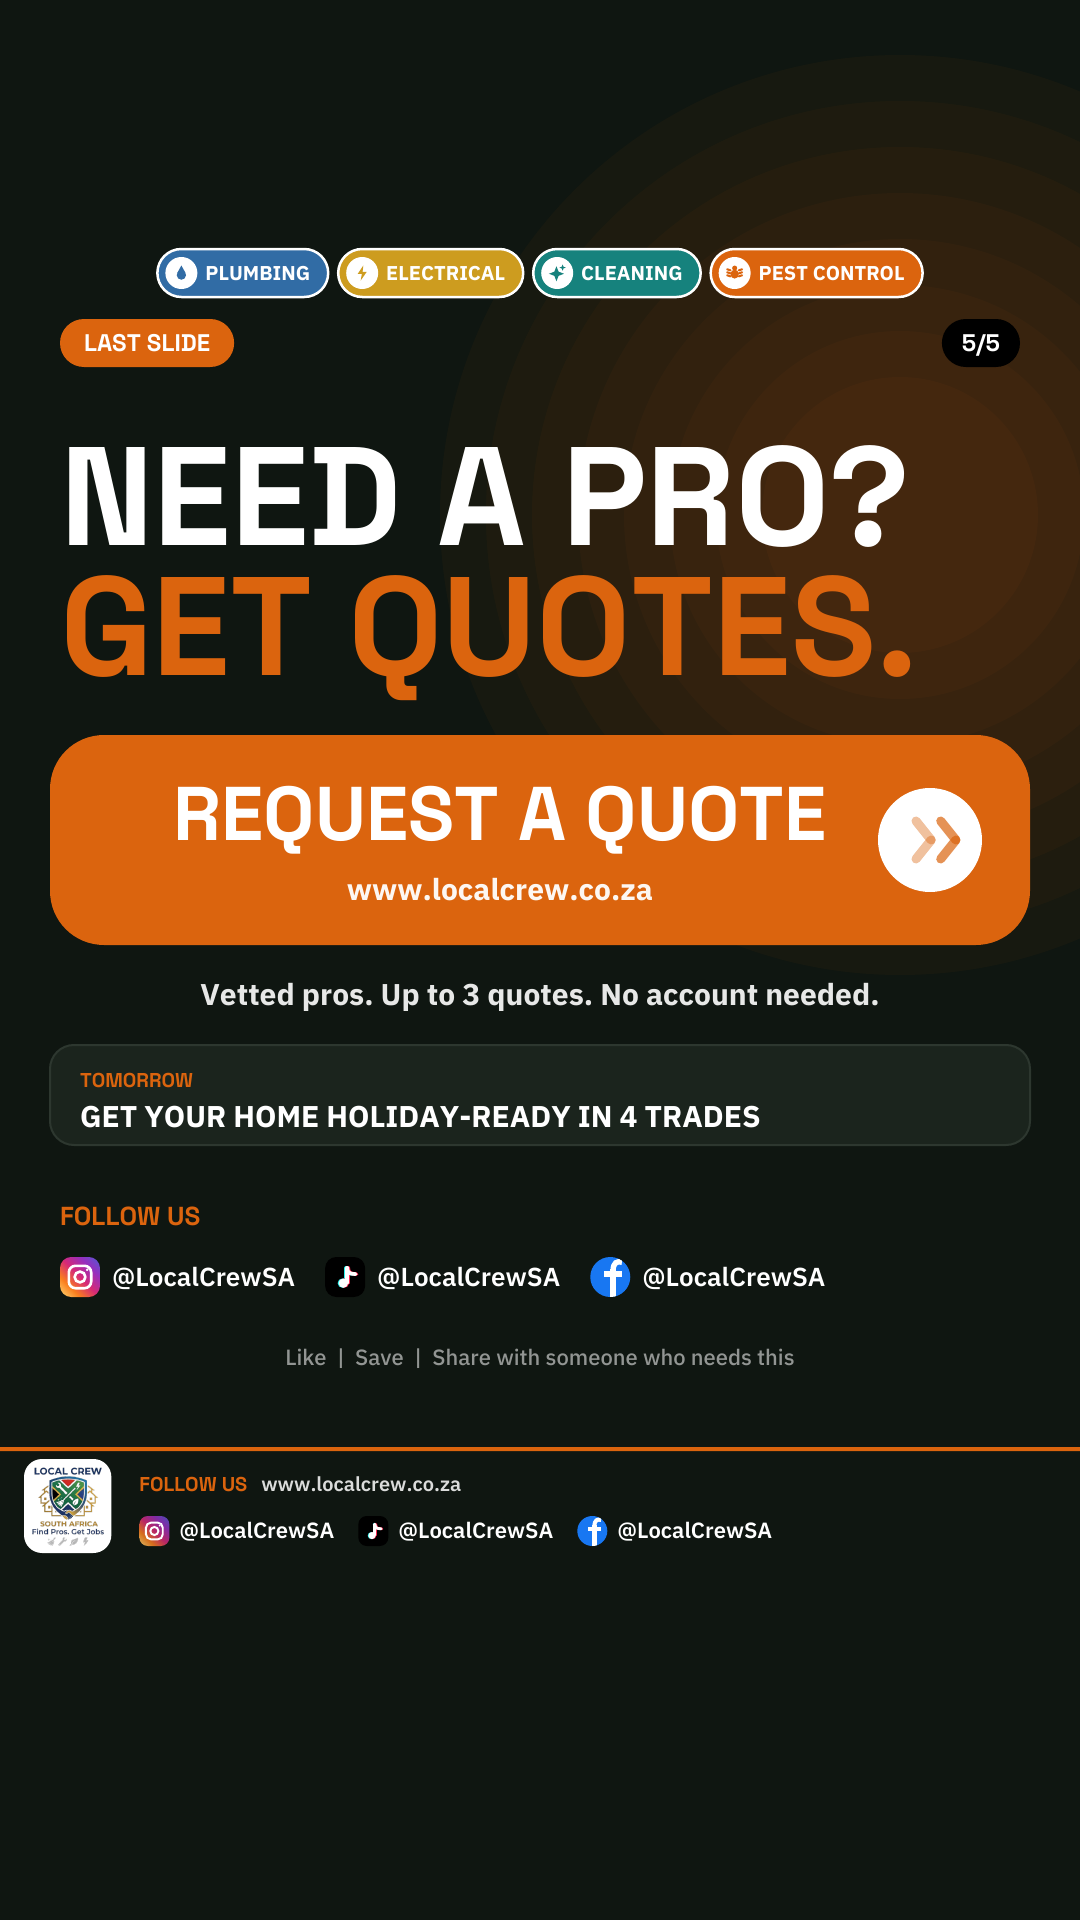 PLUMBING ELECTRICAL CLEANING PEST CONTROL
LAST SLIDE 5/5
NEED A PRO?
GET QUOTES.
REQUEST A QUOTE
www.localcrew.co.za
Vetted pros. Up to 3 quotes. No account needed.
TOMORROW
GET YOUR HOME HOLIDAY-READY IN 4 TRADES
FOLLOW US
@LocalCrewSA @LocalCrewSA @LocalCrewSA
Like | Save | Share with someone who needs this
LOCAL CREW
SOUTH AFRICA
Find Pros. Get Jobs
FOLLOW US www.localcrew.co.za
@LocalCrewSA @LocalCrewSA @LocalCrewSA